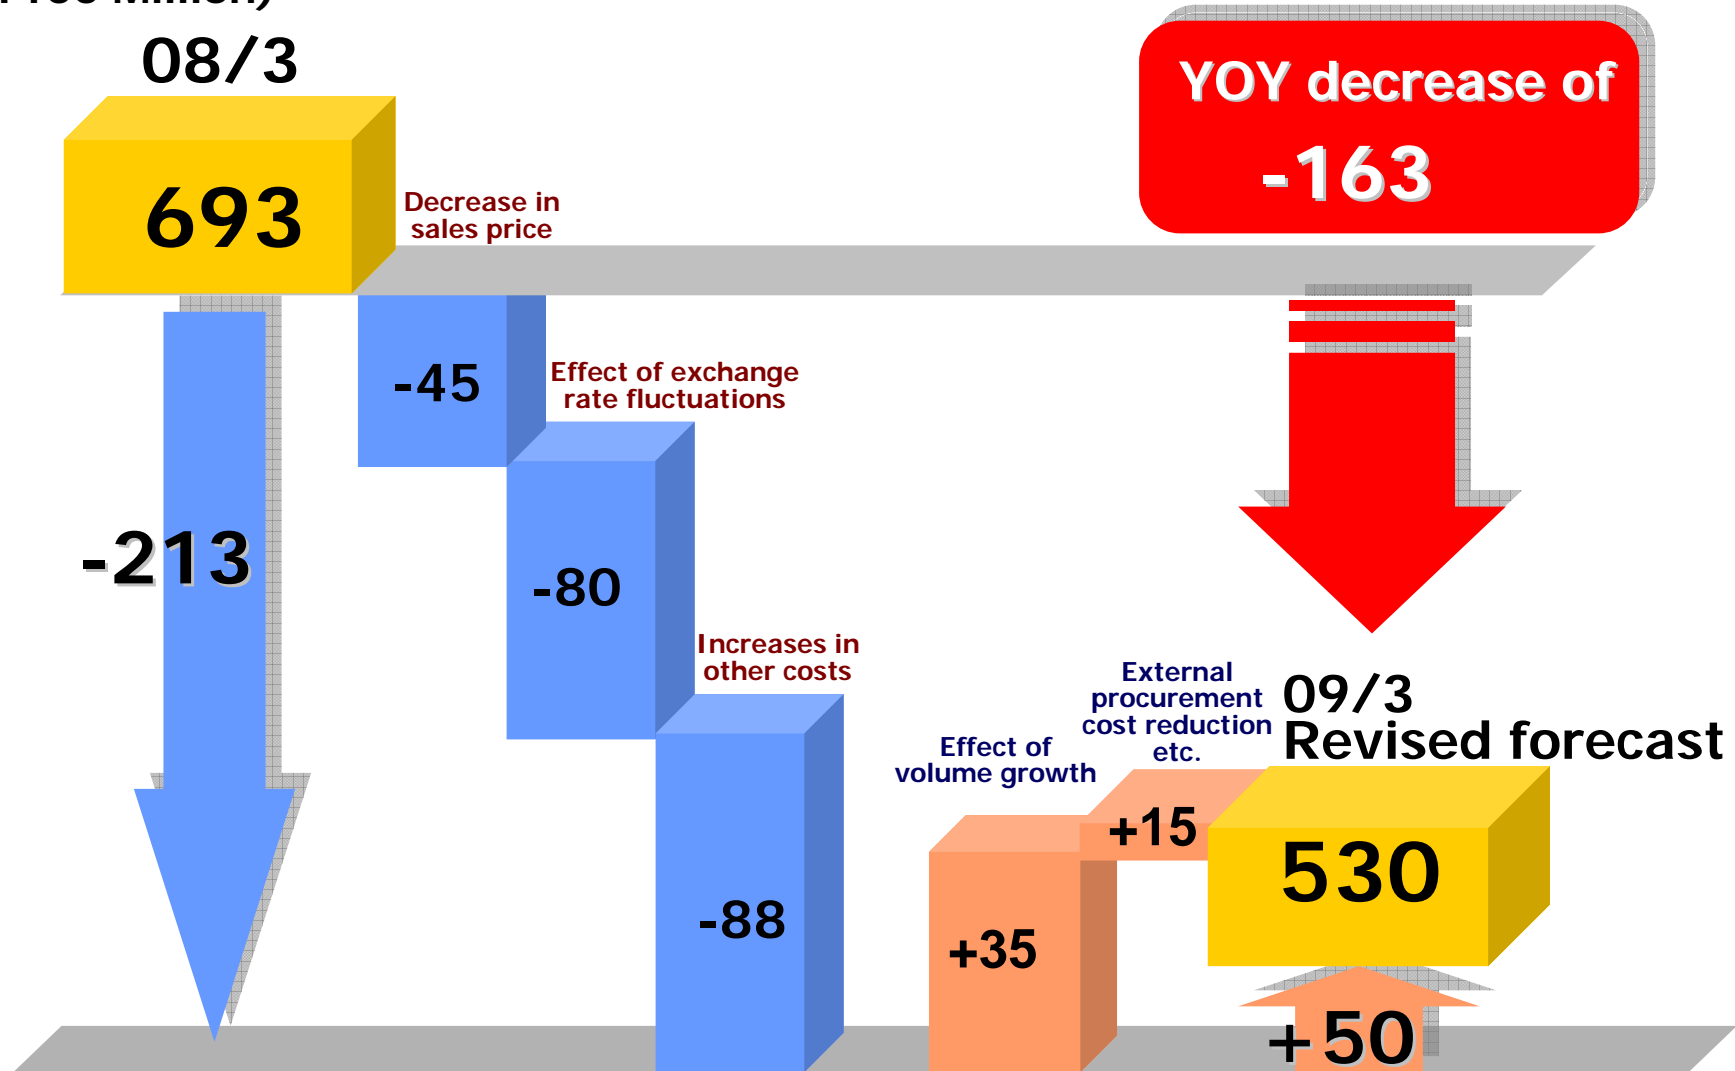 08/3
693
YOY decrease of
-163
Decrease in
sales price
-45
Effect of exchange
rate fluctuations
-80
-213
Increases in
other costs
-88
Effect of
volume growth
+35
External
procurement
cost reduction
etc.
+15
09/3
Revised forecast
530
+50